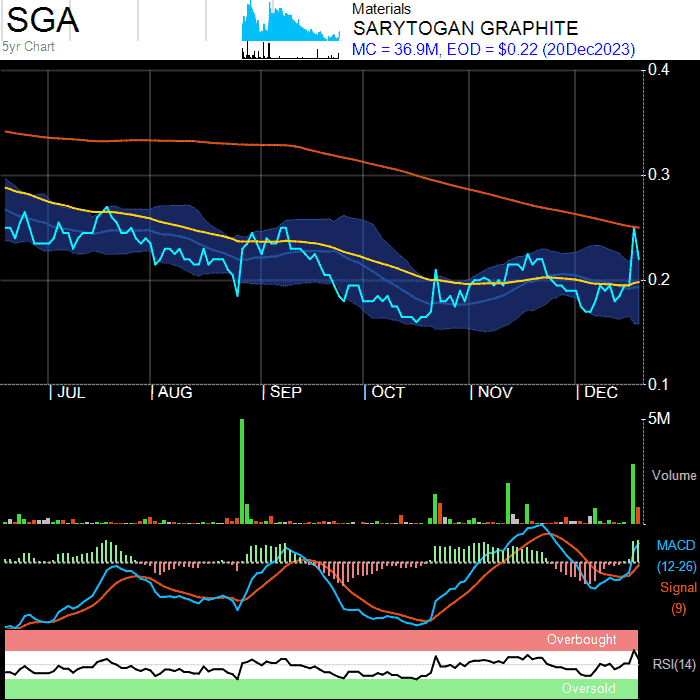 SGA
5yr Chart
Materials
SARYTOGAN GRAPHITE
MC = 36.9M, EOD = $0.22 (20Dec2023)
0.4
0.3
0.2
0.1
JUL AUG SEP OCT NOV DEC
5M
Volume
MACD
(12-26)
Signal
(9)
Overbought
RSI(14)
Oversold